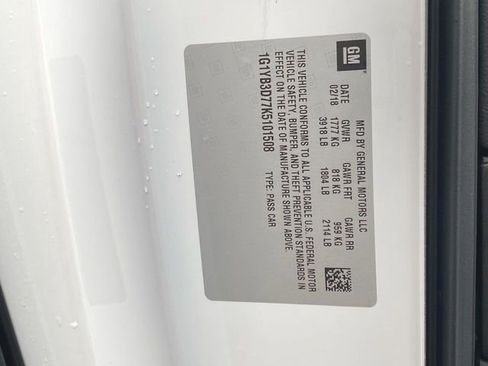 GM
MFD BY GENERAL MOTORS LLC
DATE GVWR GAWR FRT GAWR RR
02/18 1777 KG 818 KG 959 KG
3918 LB 1804 LB 2114 LB
THIS VEHICLE CONFORMS TO ALL APPLICABLE U.S. FEDERAL MOTOR
VEHICLE SAFETY, BUMPER, AND THEFT PREVENTION STANDARDS IN
EFFECT ON THE DATE OF MANUFACTURE SHOWN ABOVE.
1G1YB3D77K5101508 TYPE: PASS CAR